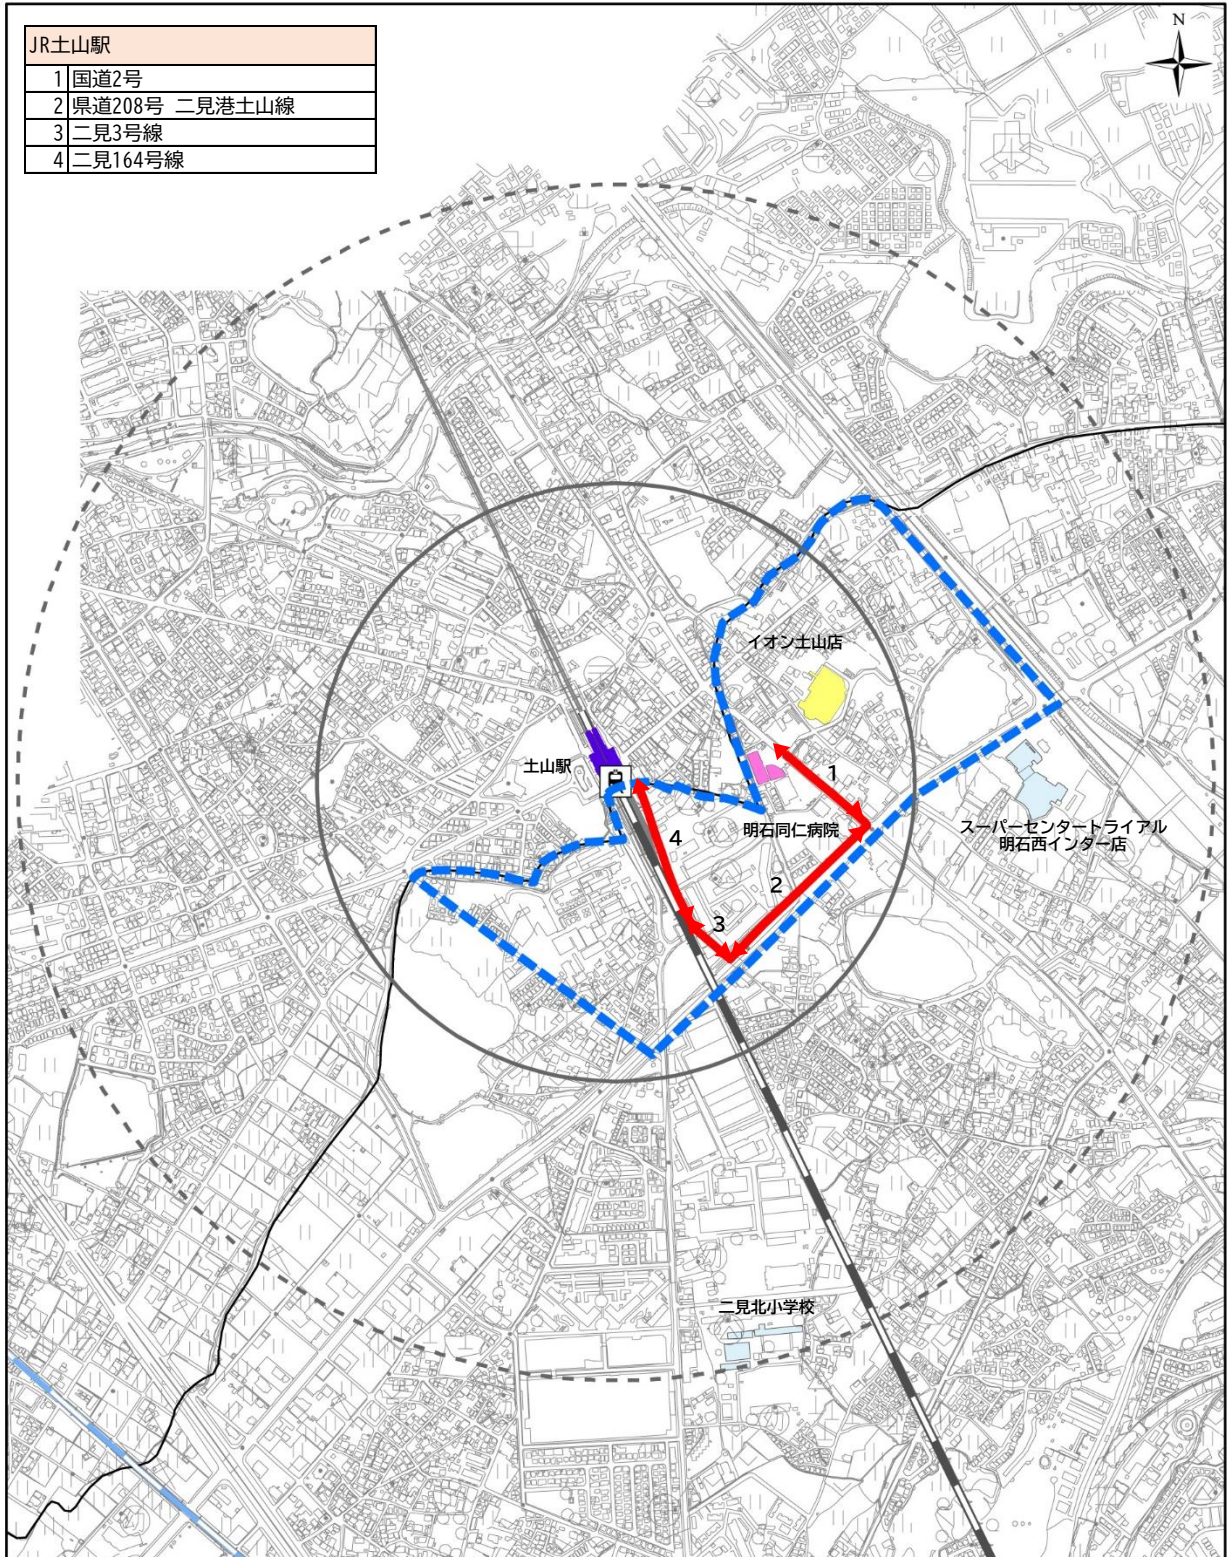 N
JR土山駅
1 国道2号
2 県道208号 二見港土山線
3 二見3号線
4 二見164号線
イオン土山店
土山駅
1
明石同仁病院
スーパーセンタートライアル
明石西インター店
4
2
3
二見北小学校